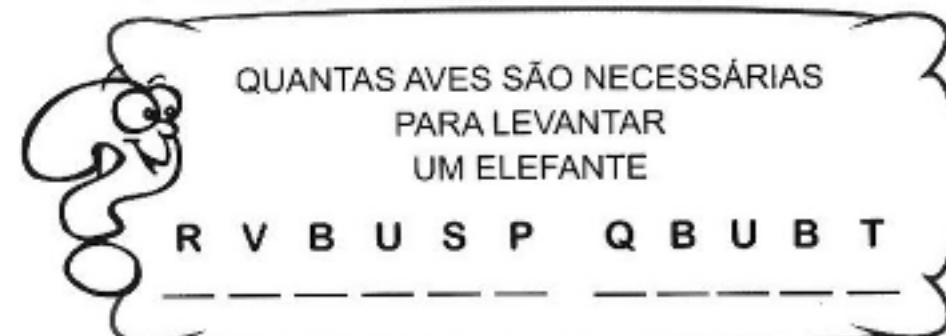 QUANTAS AVES SÃO NECESSÁRIAS
PARA LEVANTAR
UM ELEFANTE
R V B U S P Q B U B T